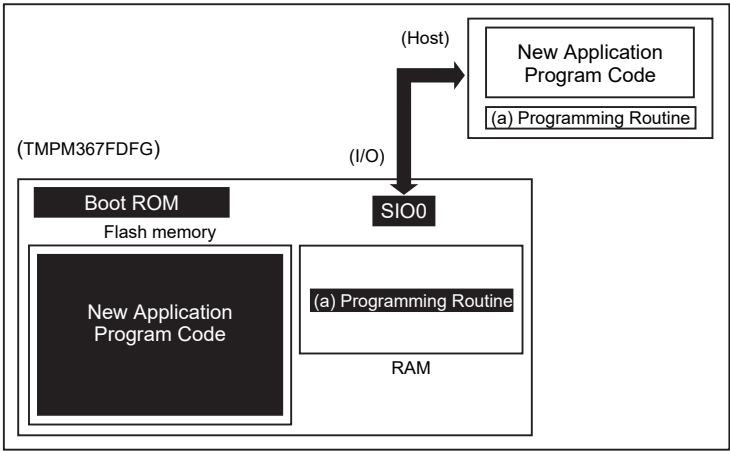 (Host)
New Application
Program Code
(a) Programming Routine
(TMPM367FDFG)
(I/O)
Boot ROM
SIO0
Flash memory
New Application
Program Code
(a) Programming Routine
RAM